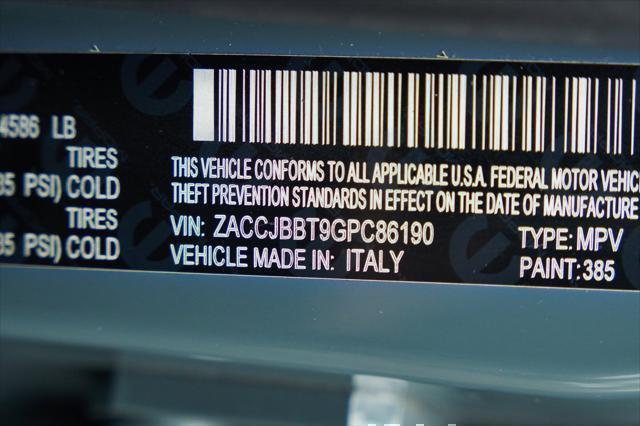 4586 LB
TIRES
35 PSI) COLD
TIRES
35 PSI) COLD
THIS VEHICLE CONFORMS TO ALL APPLICABLE U.S.A. FEDERAL MOTOR VEHIC
THEFT PREVENTION STANDARDS IN EFFECT ON THE DATE OF MANUFACTURE
VIN: ZACCJBBT9GPC86190 TYPE: MPV
VEHICLE MADE IN: ITALY PAINT: 385